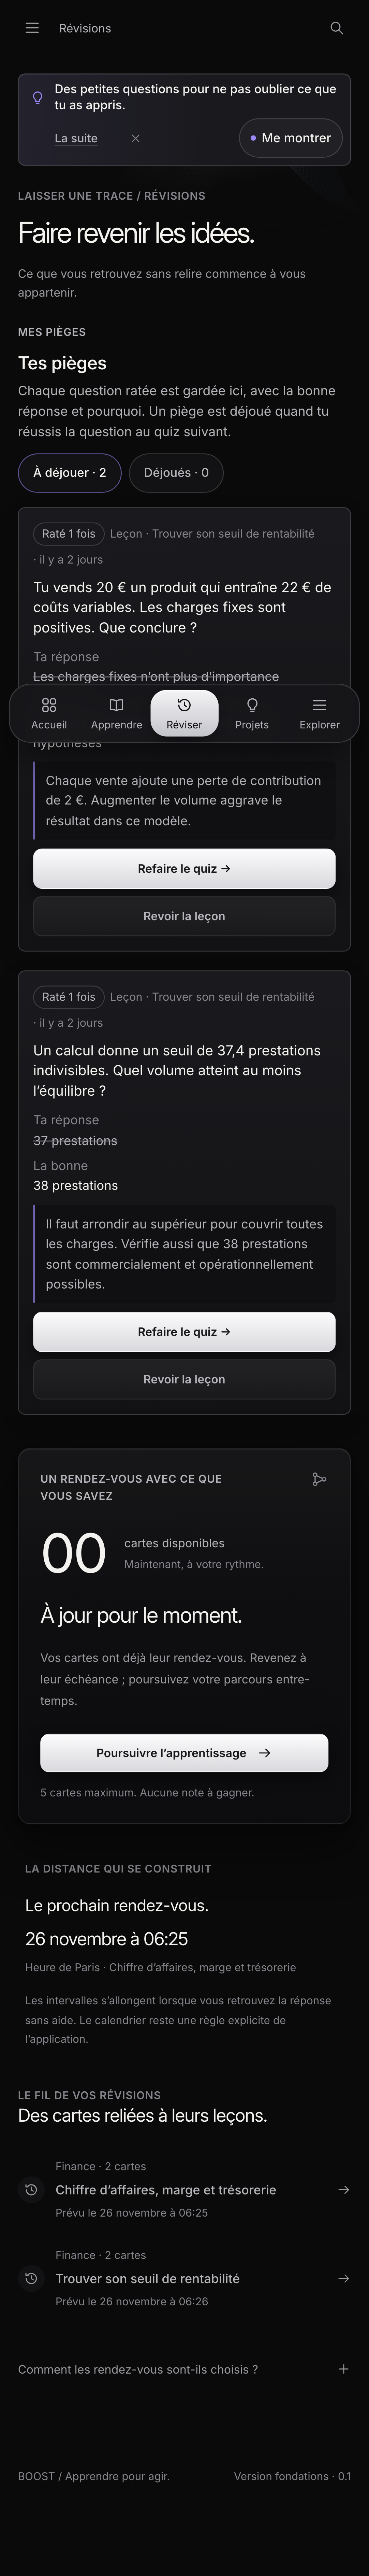 Révisions
Des petites questions pour ne pas oublier ce que
tu as appris.
La suite
Me montrer
LAISSER UNE TRACE / RÉVISIONS
Faire revenir les idées.
Ce que vous retrouvez sans relire commence à vous
appartenir.
MES PIÈGES
Tes pièges
Chaque question ratée est gardée ici, avec la bonne
réponse et pourquoi. Un piège est déjoué quand tu
réussis la question au quiz suivant.
À déjouer · 2
Déjoués · 0
Raté 1 fois Leçon · Trouver son seuil de rentabilité
· il y a 2 jours
Tu vends 20 € un produit qui entraîne 22 € de
coûts variables. Les charges fixes sont
positives. Que conclure ?
Ta réponse
Les charges fixes n’ont plus d’importance
Accueil
Apprendre
Réviser
Projets
Explorer
hypothèses
Chaque vente ajoute une perte de contribution
de 2 €. Augmenter le volume aggrave le
résultat dans ce modèle.
Refaire le quiz →
Revoir la leçon
Raté 1 fois Leçon · Trouver son seuil de rentabilité
· il y a 2 jours
Un calcul donne un seuil de 37,4 prestations
indivisibles. Quel volume atteint au moins
l’équilibre ?
Ta réponse
37 prestations
La bonne
38 prestations
Il faut arrondir au supérieur pour couvrir toutes
les charges. Vérifie aussi que 38 prestations
sont commercialement et opérationnellement
possibles.
Refaire le quiz →
Revoir la leçon
UN RENDEZ-VOUS AVEC CE QUE
VOUS SAVEZ
00
cartes disponibles
Maintenant, à votre rythme.
À jour pour le moment.
Vos cartes ont déjà leur rendez-vous. Revenez à
leur échéance ; poursuivez votre parcours entre-
temps.
Poursuivre l’apprentissage →
5 cartes maximum. Aucune note à gagner.
LA DISTANCE QUI SE CONSTRUIT
Le prochain rendez-vous.
26 novembre à 06:25
Heure de Paris · Chiffre d’affaires, marge et trésorerie
Les intervalles s’allongent lorsque vous retrouvez la réponse
sans aide. Le calendrier reste une règle explicite de
l’application.
LE FIL DE VOS RÉVISIONS
Des cartes reliées à leurs leçons.
Finance · 2 cartes
Chiffre d’affaires, marge et trésorerie
Prévu le 26 novembre à 06:25
Finance · 2 cartes
Trouver son seuil de rentabilité
Prévu le 26 novembre à 06:26
Comment les rendez-vous sont-ils choisis ?
BOOST / Apprendre pour agir.
Version fondations · 0.1